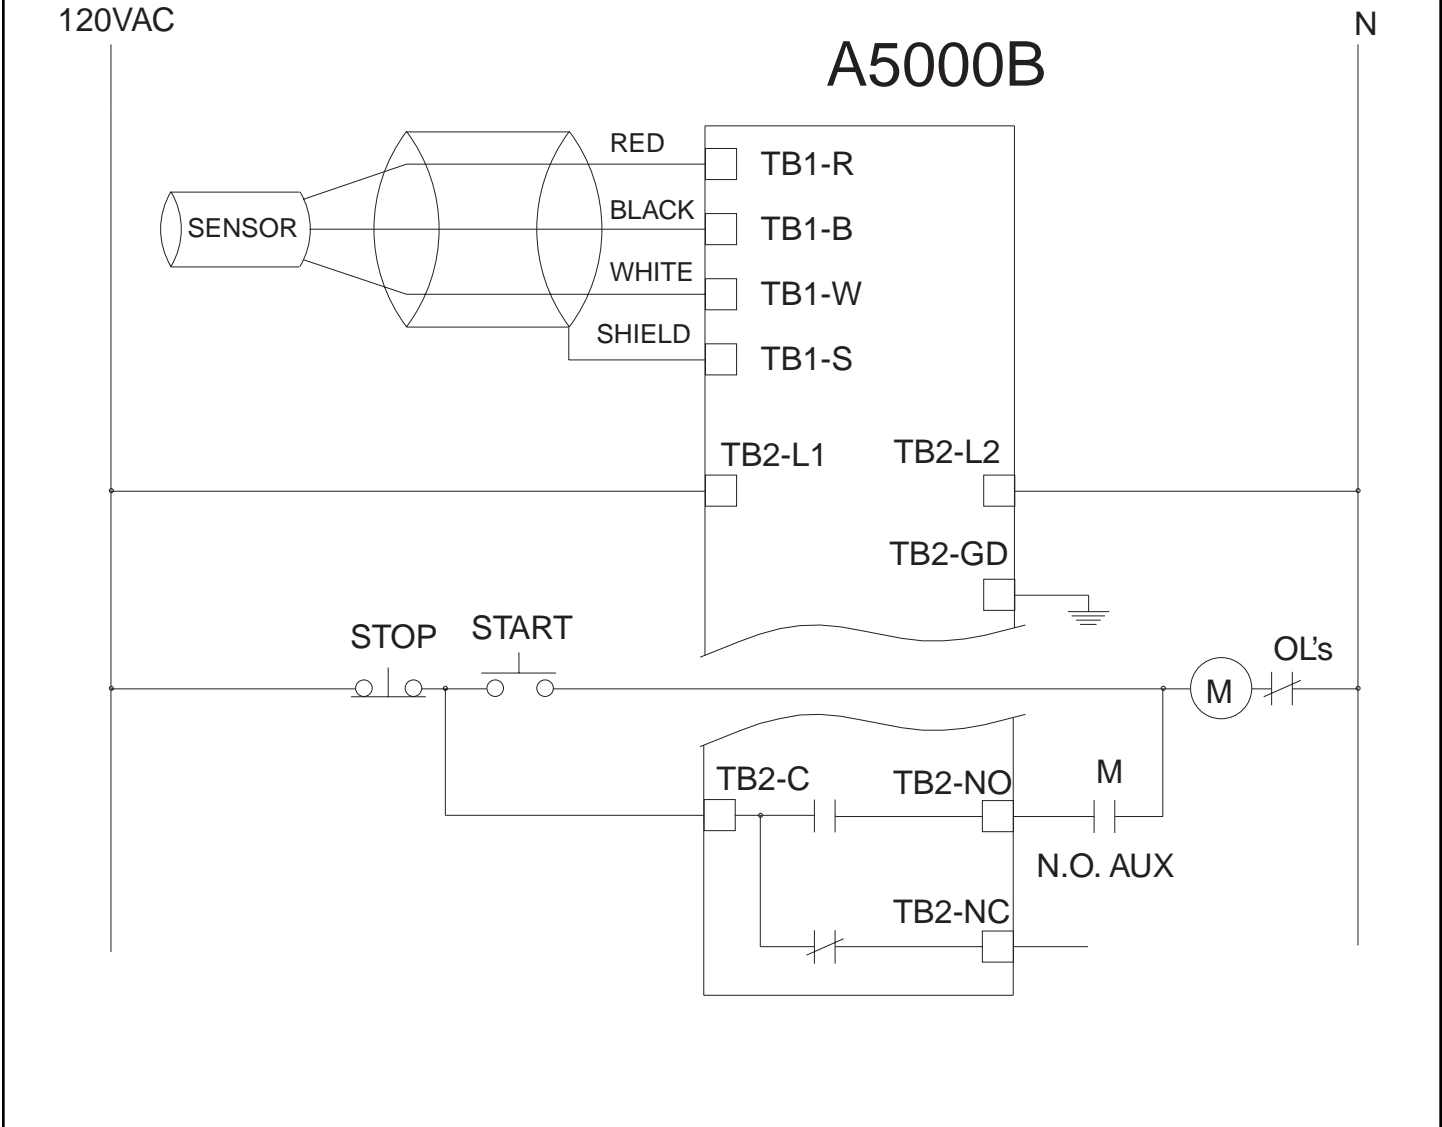 120VAC
N
A5000B
RED
TB1-R
BLACK
TB1-B
SENSOR
WHITE
TB1-W
SHIELD
TB1-S
TB2-L1
TB2-L2
TB2-GD
STOP
START
OL's
M
TB2-C
TB2-NO
M
N.O. AUX
TB2-NC